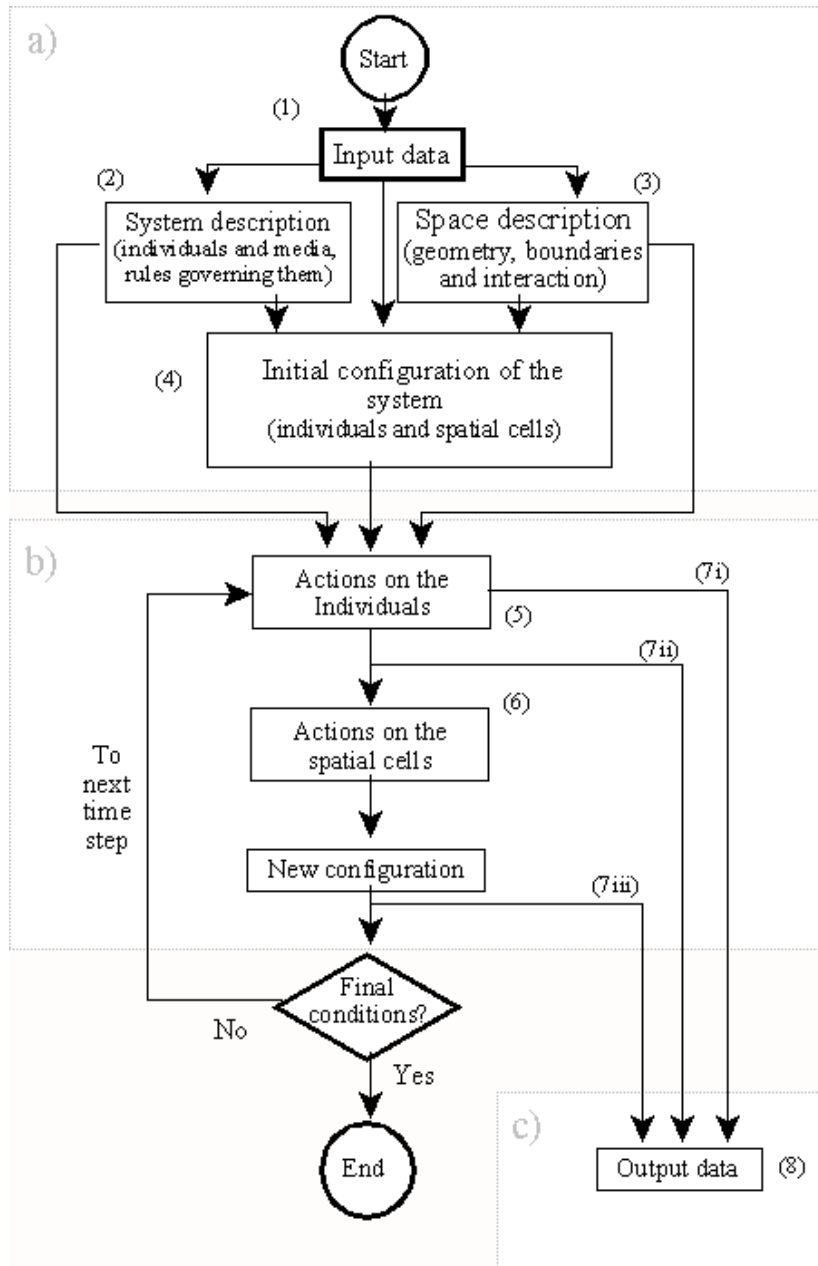 a)
Start
(1)
Input data
(2)
(3)
System description
(individuals and media,
rules governing them)
Space description
(geometry, boundaries
and interaction)
(4)
Initial configuration of the
system
(individuals and spatial cells)
b)
Actions on the
Individuals
(5)
(7i)
(7ii)
(6)
Actions on the
spatial cells
To
next
time
step
New configuration
(7iii)
Final
conditions?
No
Yes
End
c)
Output data
(8)